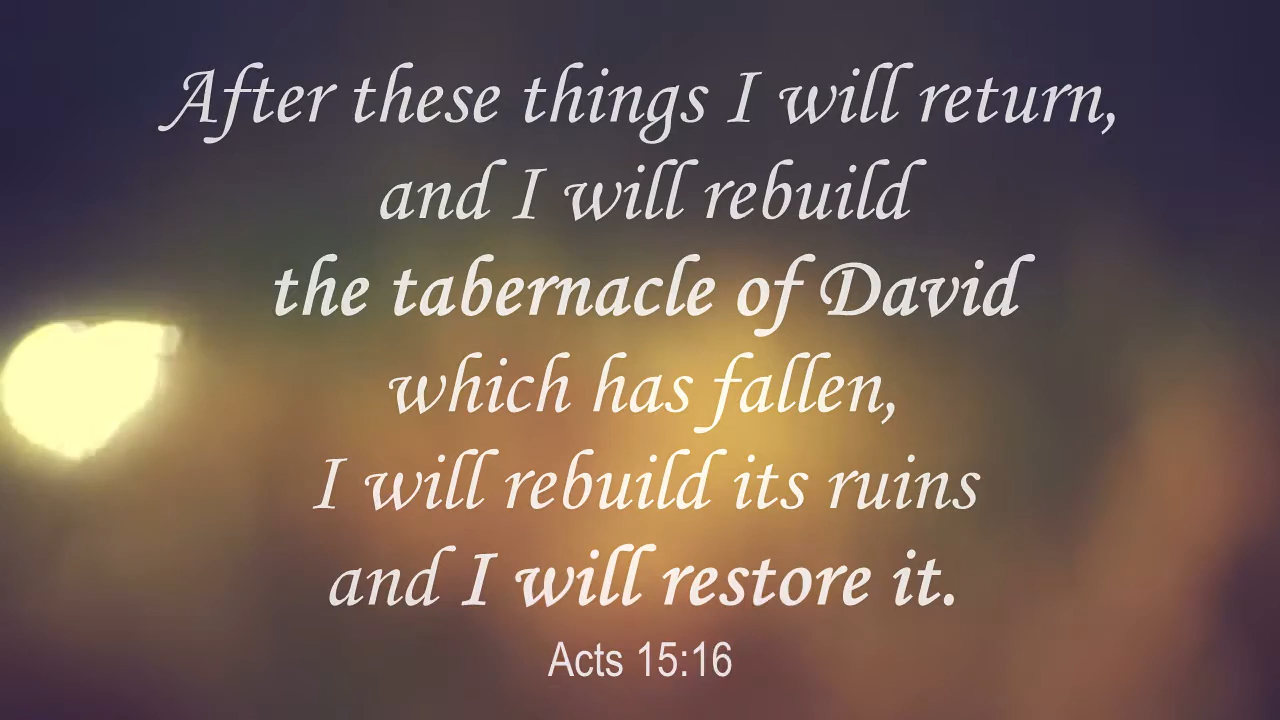 After these things I will return,
and I will rebuild
the tabernacle of David
which has fallen,
I will rebuild its ruins
and I will restore it.
Acts 15:16